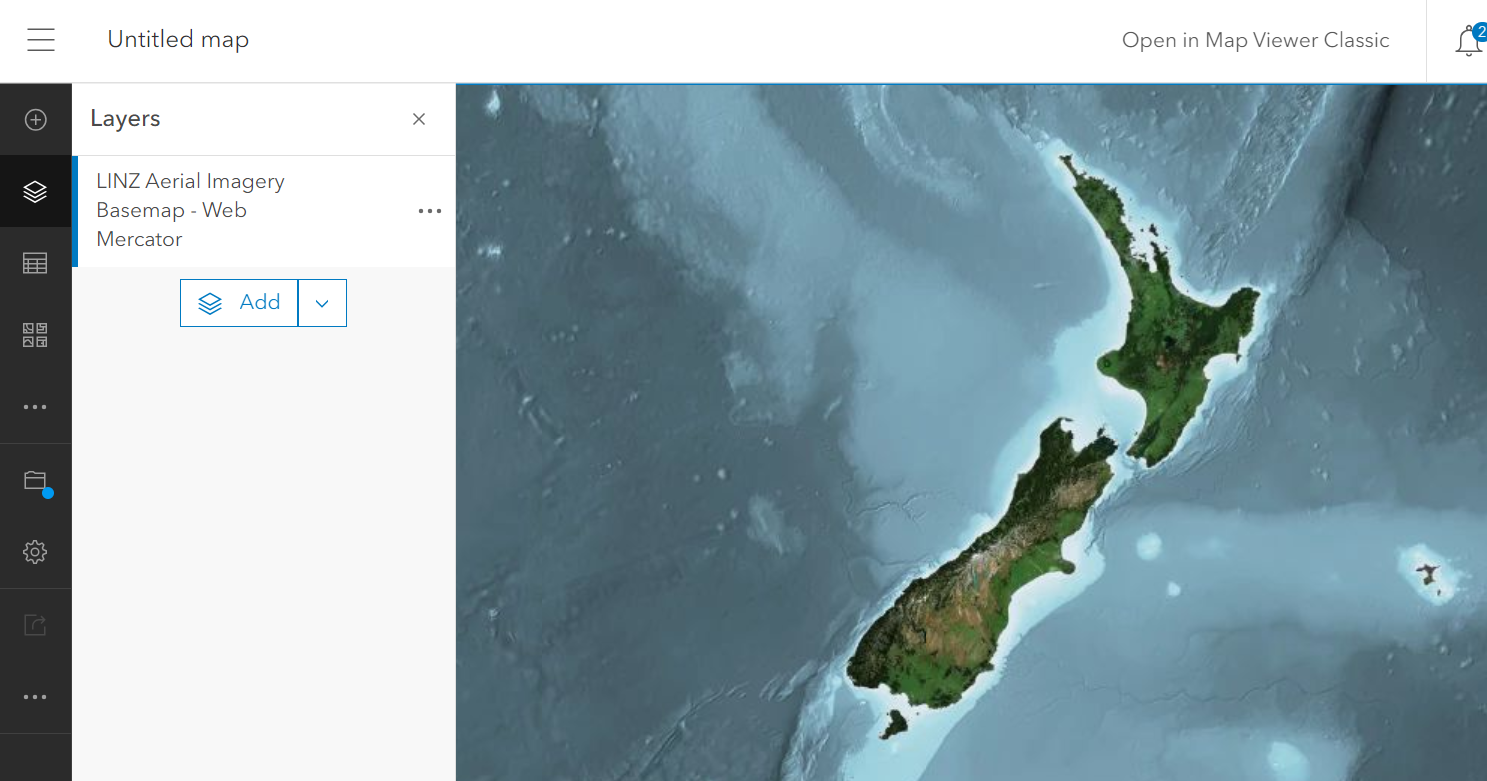 Untitled map
Open in Map Viewer Classic
2
Layers
LINZ Aerial Imagery
Basemap - Web
Mercator
Add